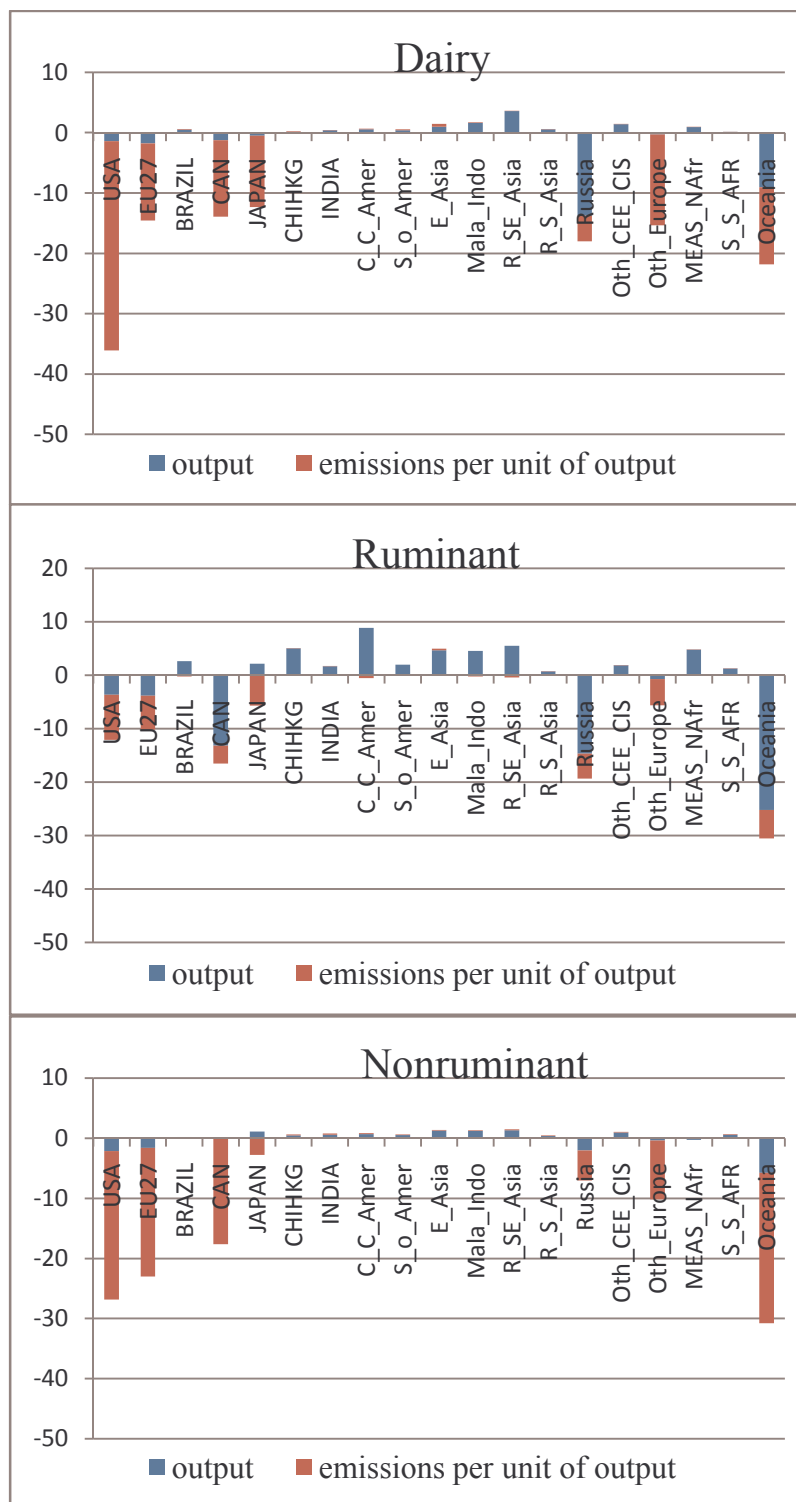 Dairy
10
0
-10
-20
-30
-40
-50
USA
EU27
BRAZIL
CAN
JAPAN
CHIHKG
INDIA
C_C_Amer
S_o_Amer
E_Asia
Mala_Indo
R_SE_Asia
R_S_Asia
Russia
Oth_CEE_CIS
Oth_Europe
MEAS_NAfr
S_S_AFR
Oceania
output emissions per unit of output
Ruminant
20
10
0
-10
-20
-30
-40
-50
USA
EU27
BRAZIL
CAN
JAPAN
CHIHKG
INDIA
C_C_Amer
S_o_Amer
E_Asia
Mala_Indo
R_SE_Asia
R_S_Asia
Russia
Oth_CEE_CIS
Oth_Europe
MEAS_NAfr
S_S_AFR
Oceania
output emissions per unit of output
Nonruminant
10
0
-10
-20
-30
-40
-50
USA
EU27
BRAZIL
CAN
JAPAN
CHIHKG
INDIA
C_C_Amer
S_o_Amer
E_Asia
Mala_Indo
R_SE_Asia
R_S_Asia
Russia
Oth_CEE_CIS
Oth_Europe
MEAS_NAfr
S_S_AFR
Oceania
output emissions per unit of output